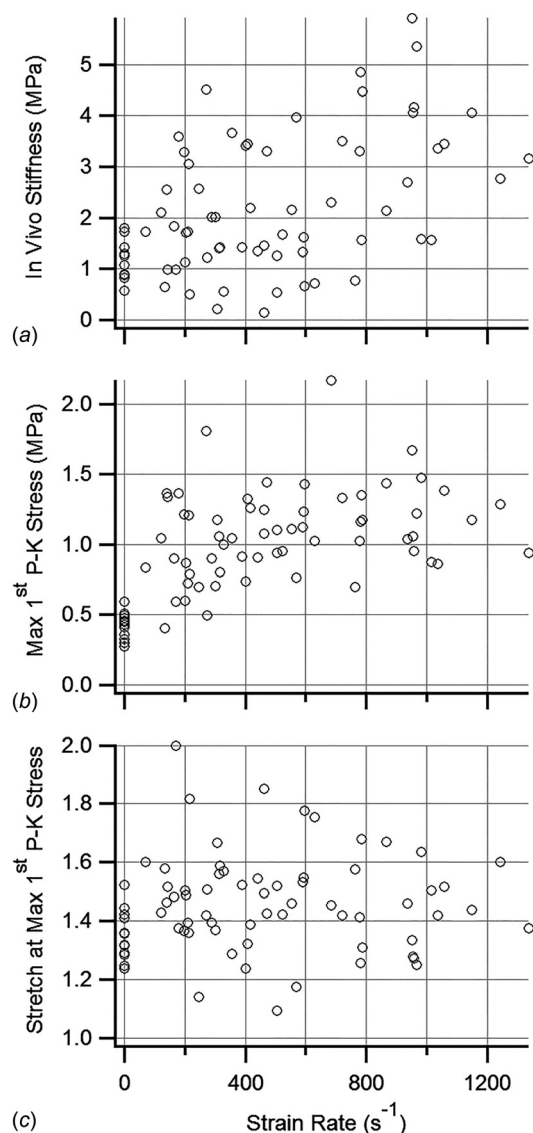 In Vivo Stiffness (MPa)
5
4
3
2
1
0
(a)
Max 1st P-K Stress (MPa)
2.0
1.5
1.0
0.5
0.0
(b)
Stretch at Max 1st P-K Stress
2.0
1.8
1.6
1.4
1.2
1.0
0 400 800 1200
(c) Strain Rate (s-1)